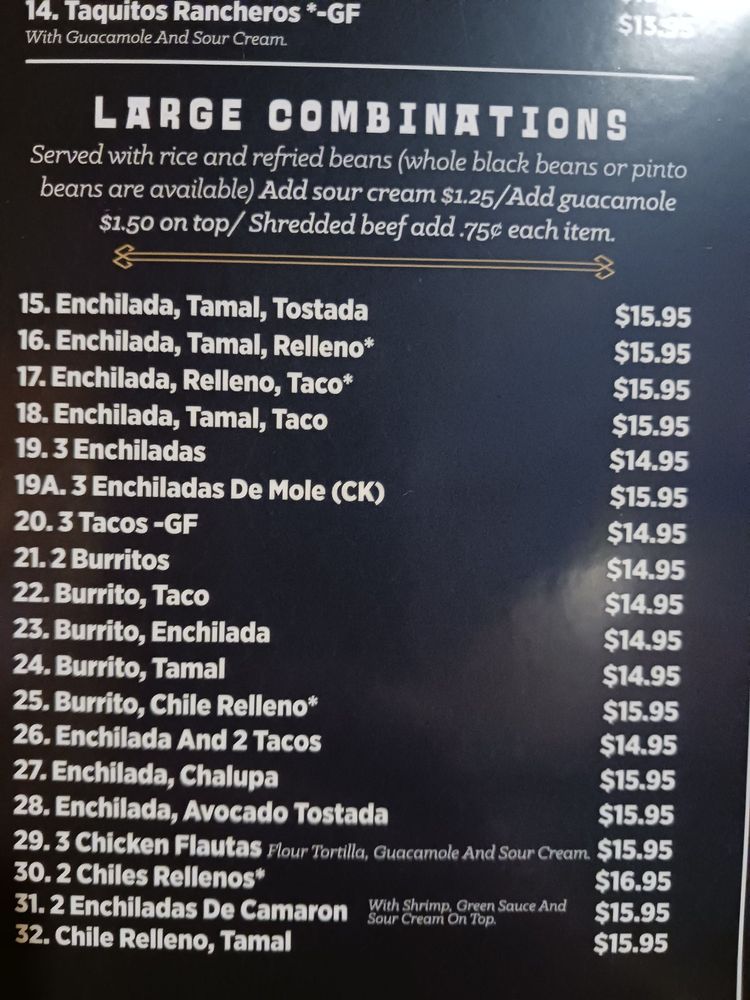 14. Taquitos Rancheros *-GF
With Guacamole And Sour Cream.
LARGE COMBINATIONS
Served with rice and refried beans (whole black beans or pinto
beans are available) Add sour cream $1.25/Add guacamole
$1.50 on top/ Shredded beef add .75¢ each item.
15. Enchilada, Tamal, Tostada $15.95
16. Enchilada, Tamal, Relleno* $15.95
17. Enchilada, Relleno, Taco* $15.95
18. Enchilada, Tamal, Taco $15.95
19. 3 Enchiladas $14.95
19A. 3 Enchiladas De Mole (CK) $15.95
20. 3 Tacos -GF $14.95
21. 2 Burritos $14.95
22. Burrito, Taco $14.95
23. Burrito, Enchilada $14.95
24. Burrito, Tamal $14.95
25. Burrito, Chile Relleno* $15.95
26. Enchilada And 2 Tacos $14.95
27. Enchilada, Chalupa $15.95
28. Enchilada, Avocado Tostada $15.95
29. 3 Chicken Flautas Flour Tortilla, Guacamole And Sour Cream. $15.95
30. 2 Chiles Rellenos* $16.95
31. 2 Enchiladas De Camaron With Shrimp, Green Sauce And $15.95
Sour Cream On Top.
32. Chile Relleno, Tamal $15.95